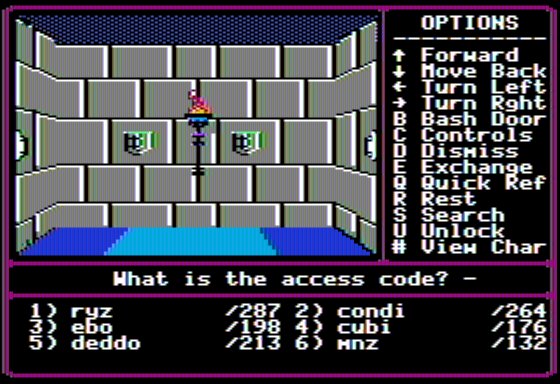 OPTIONS
↑ Forward
↓ Move Back
← Turn Left
→ Turn Rght
B Bash Door
C Controls
D Dismiss
E Exchange
Q Quick Ref
R Rest
S Search
U Unlock
# View Char
What is the access code? -
1) ryz /287 2) condi /264
3) ebo /198 4) cubi /176
5) deddo /213 6) mnz /132